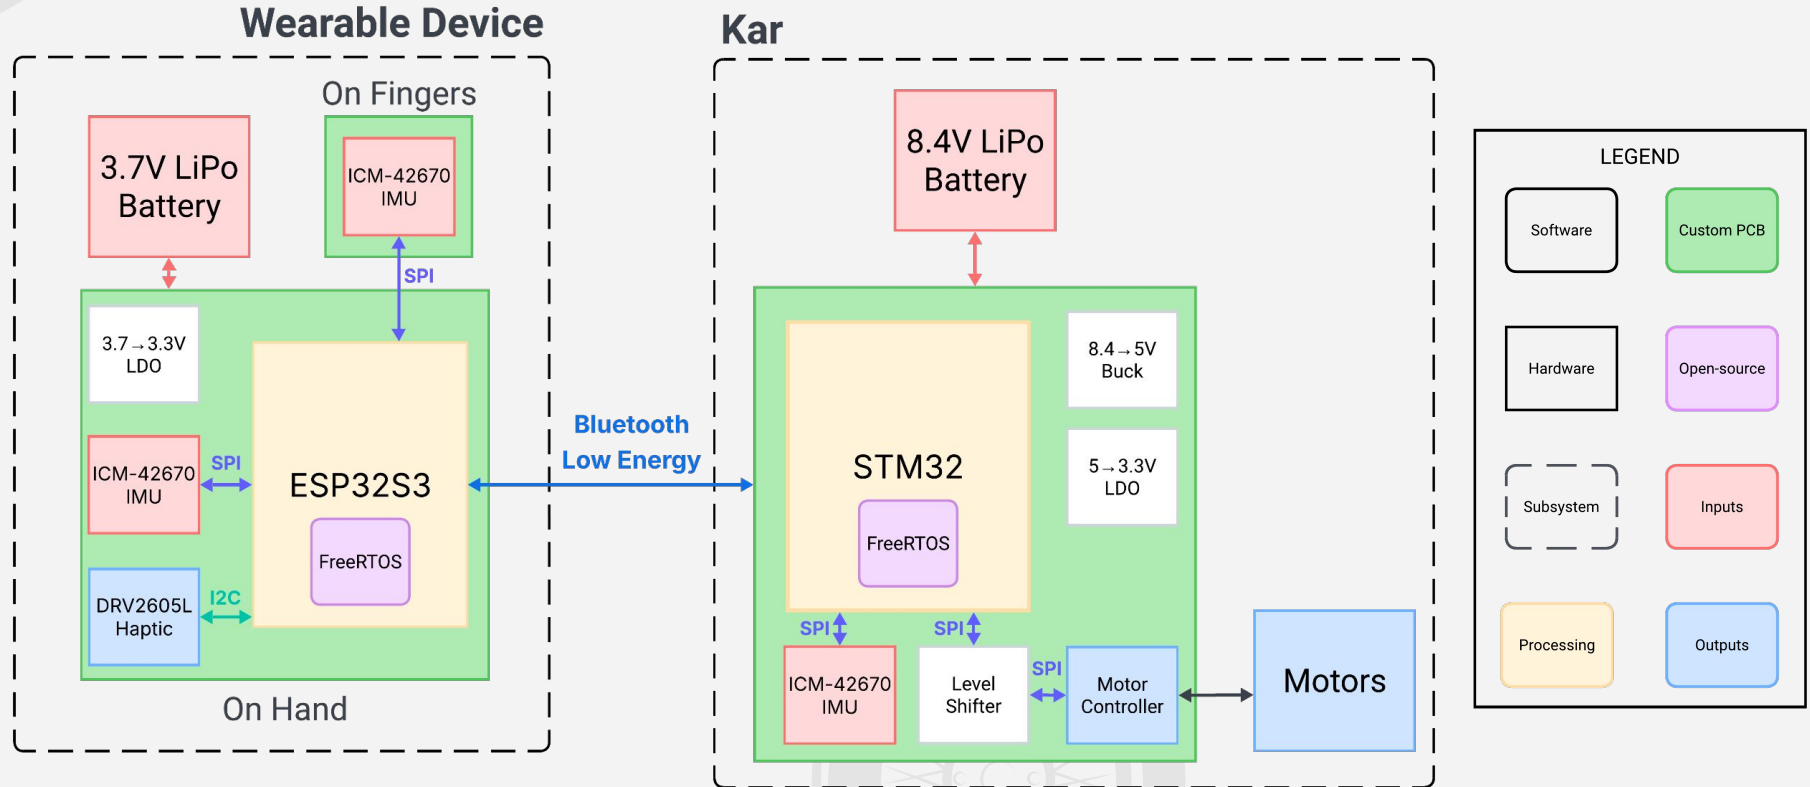 Wearable Device
On Fingers
3.7V LiPo
Battery
ICM-42670
IMU
SPI
3.7→3.3V
LDO
ICM-42670
IMU
SPI
ESP32S3
FreeRTOS
DRV2605L
Haptic
I2C
On Hand
Bluetooth
Low Energy
Kar
8.4V LiPo
Battery
STM32
FreeRTOS
8.4→5V
Buck
5→3.3V
LDO
SPI
SPI
ICM-42670
IMU
Level
Shifter
SPI
Motor
Controller
Motors
LEGEND
Software
Custom PCB
Hardware
Open-source
Subsystem
Inputs
Processing
Outputs